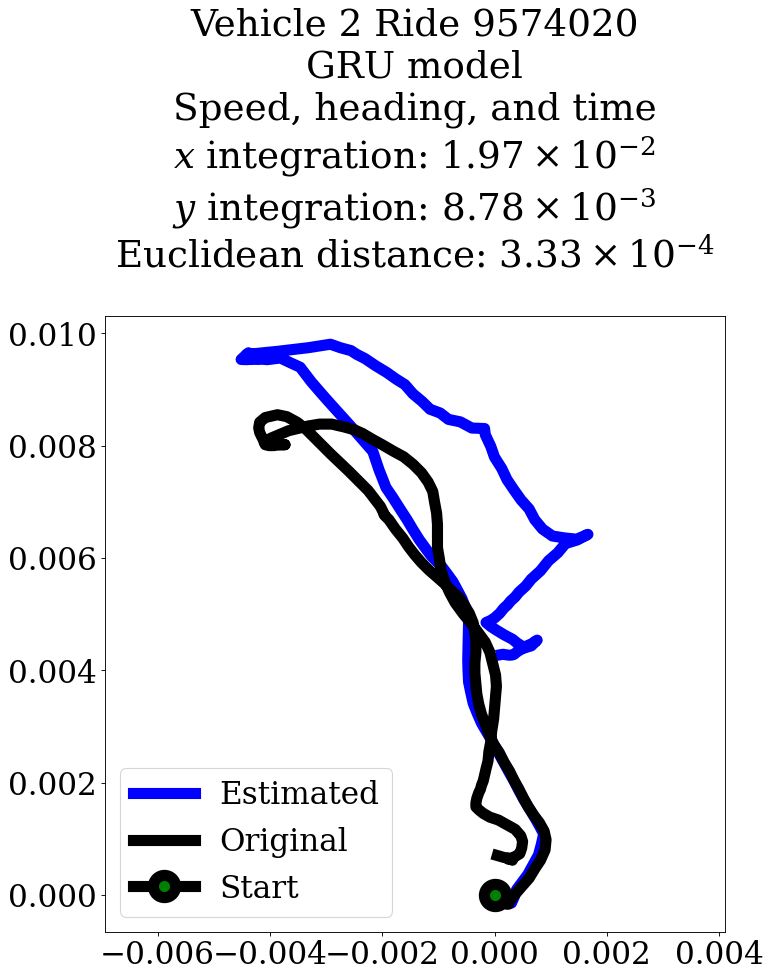 Vehicle 2 Ride 9574020
GRU model
Speed, heading, and time
x integration: 1.97 × 10⁻²
y integration: 8.78 × 10⁻³
Euclidean distance: 3.33 × 10⁻⁴
0.010
0.008
0.006
0.004
0.002
0.000
Estimated
Original
Start
−0.006 −0.004 −0.002 0.000 0.002 0.004